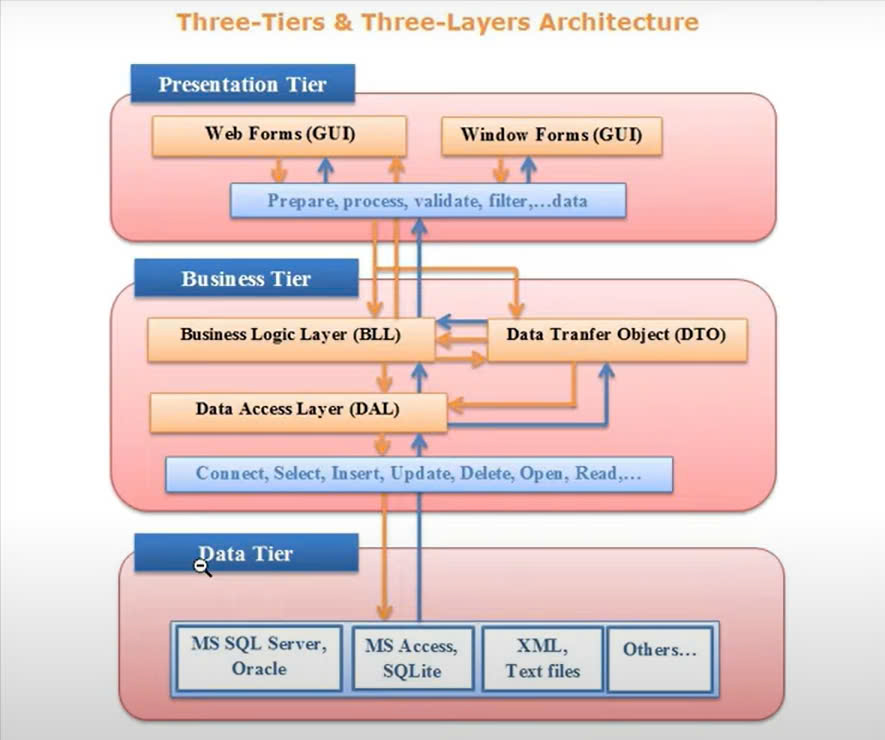 Three-Tiers & Three-Layers Architecture
Presentation Tier
Web Forms (GUI)
Window Forms (GUI)
Prepare, process, validate, filter,...data
Business Tier
Business Logic Layer (BLL)
Data Tranfer Object (DTO)
Data Access Layer (DAL)
Connect, Select, Insert, Update, Delete, Open, Read,...
Data Tier
MS SQL Server,
Oracle
MS Access,
SQLite
XML,
Text files
Others...